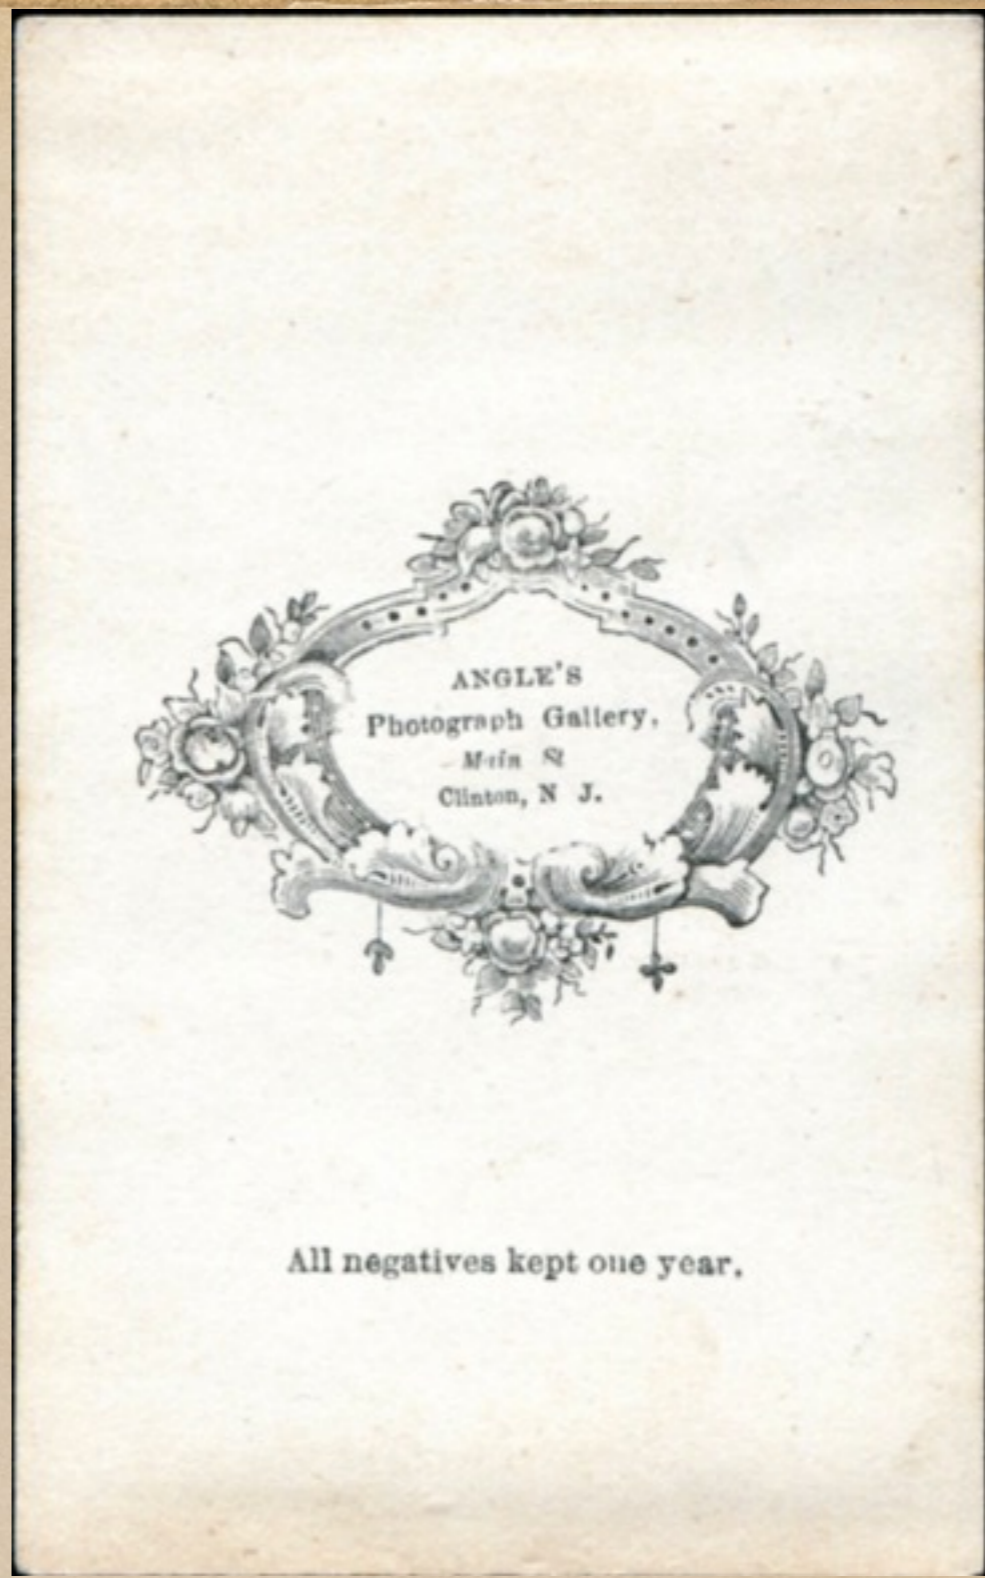 ANGLE'S
Photograph Gallery,
Main St
Clinton, N J.
All negatives kept one year.